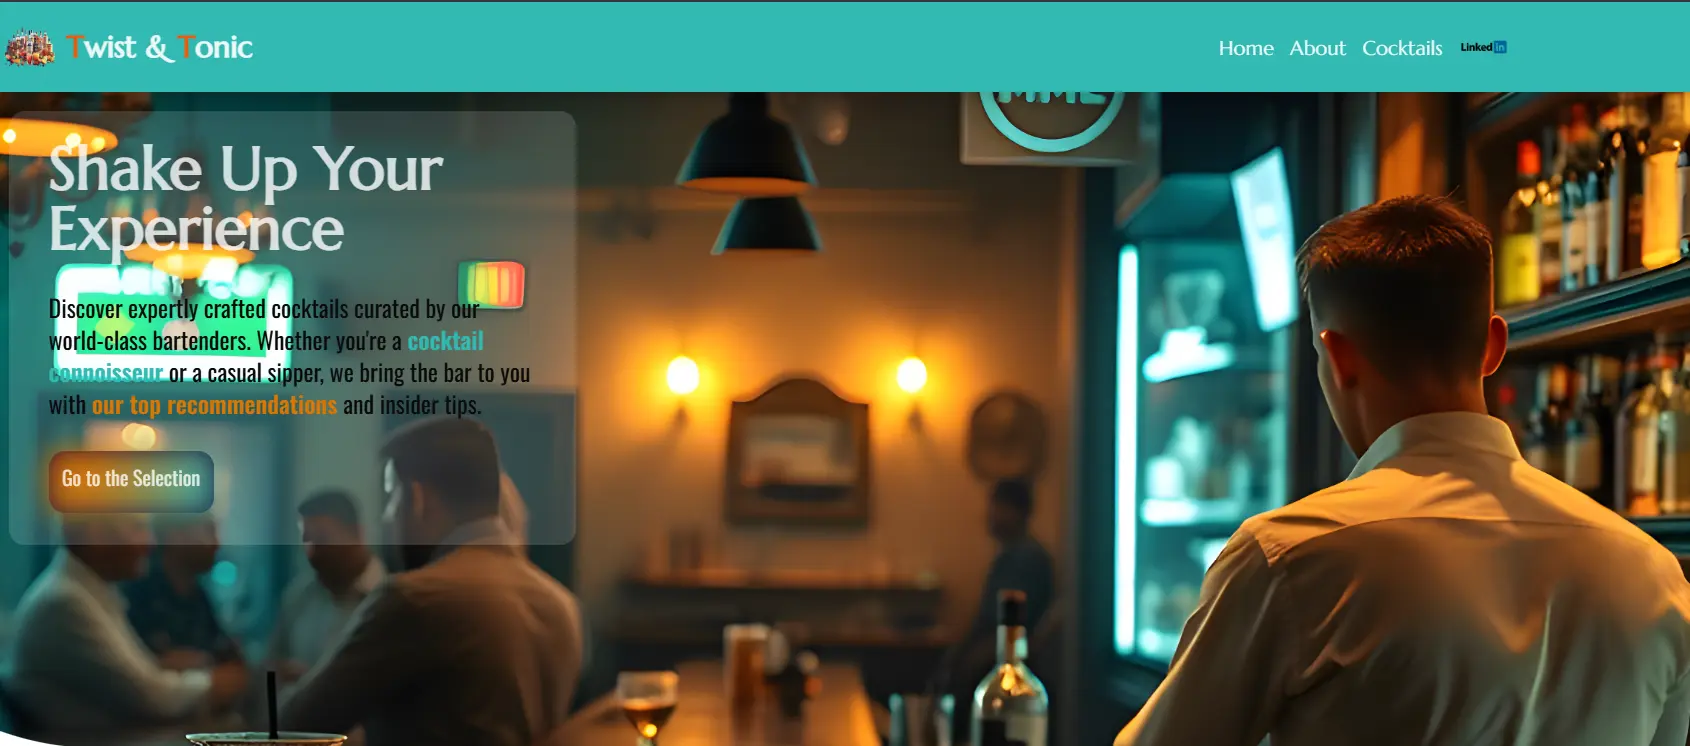 Twist & Tonic
Home About Cocktails LinkedIn
Shake Up Your
Experience
Discover expertly crafted cocktails curated by our
world-class bartenders. Whether you're a cocktail
connoisseur or a casual sipper, we bring the bar to you
with our top recommendations and insider tips.
Go to the Selection